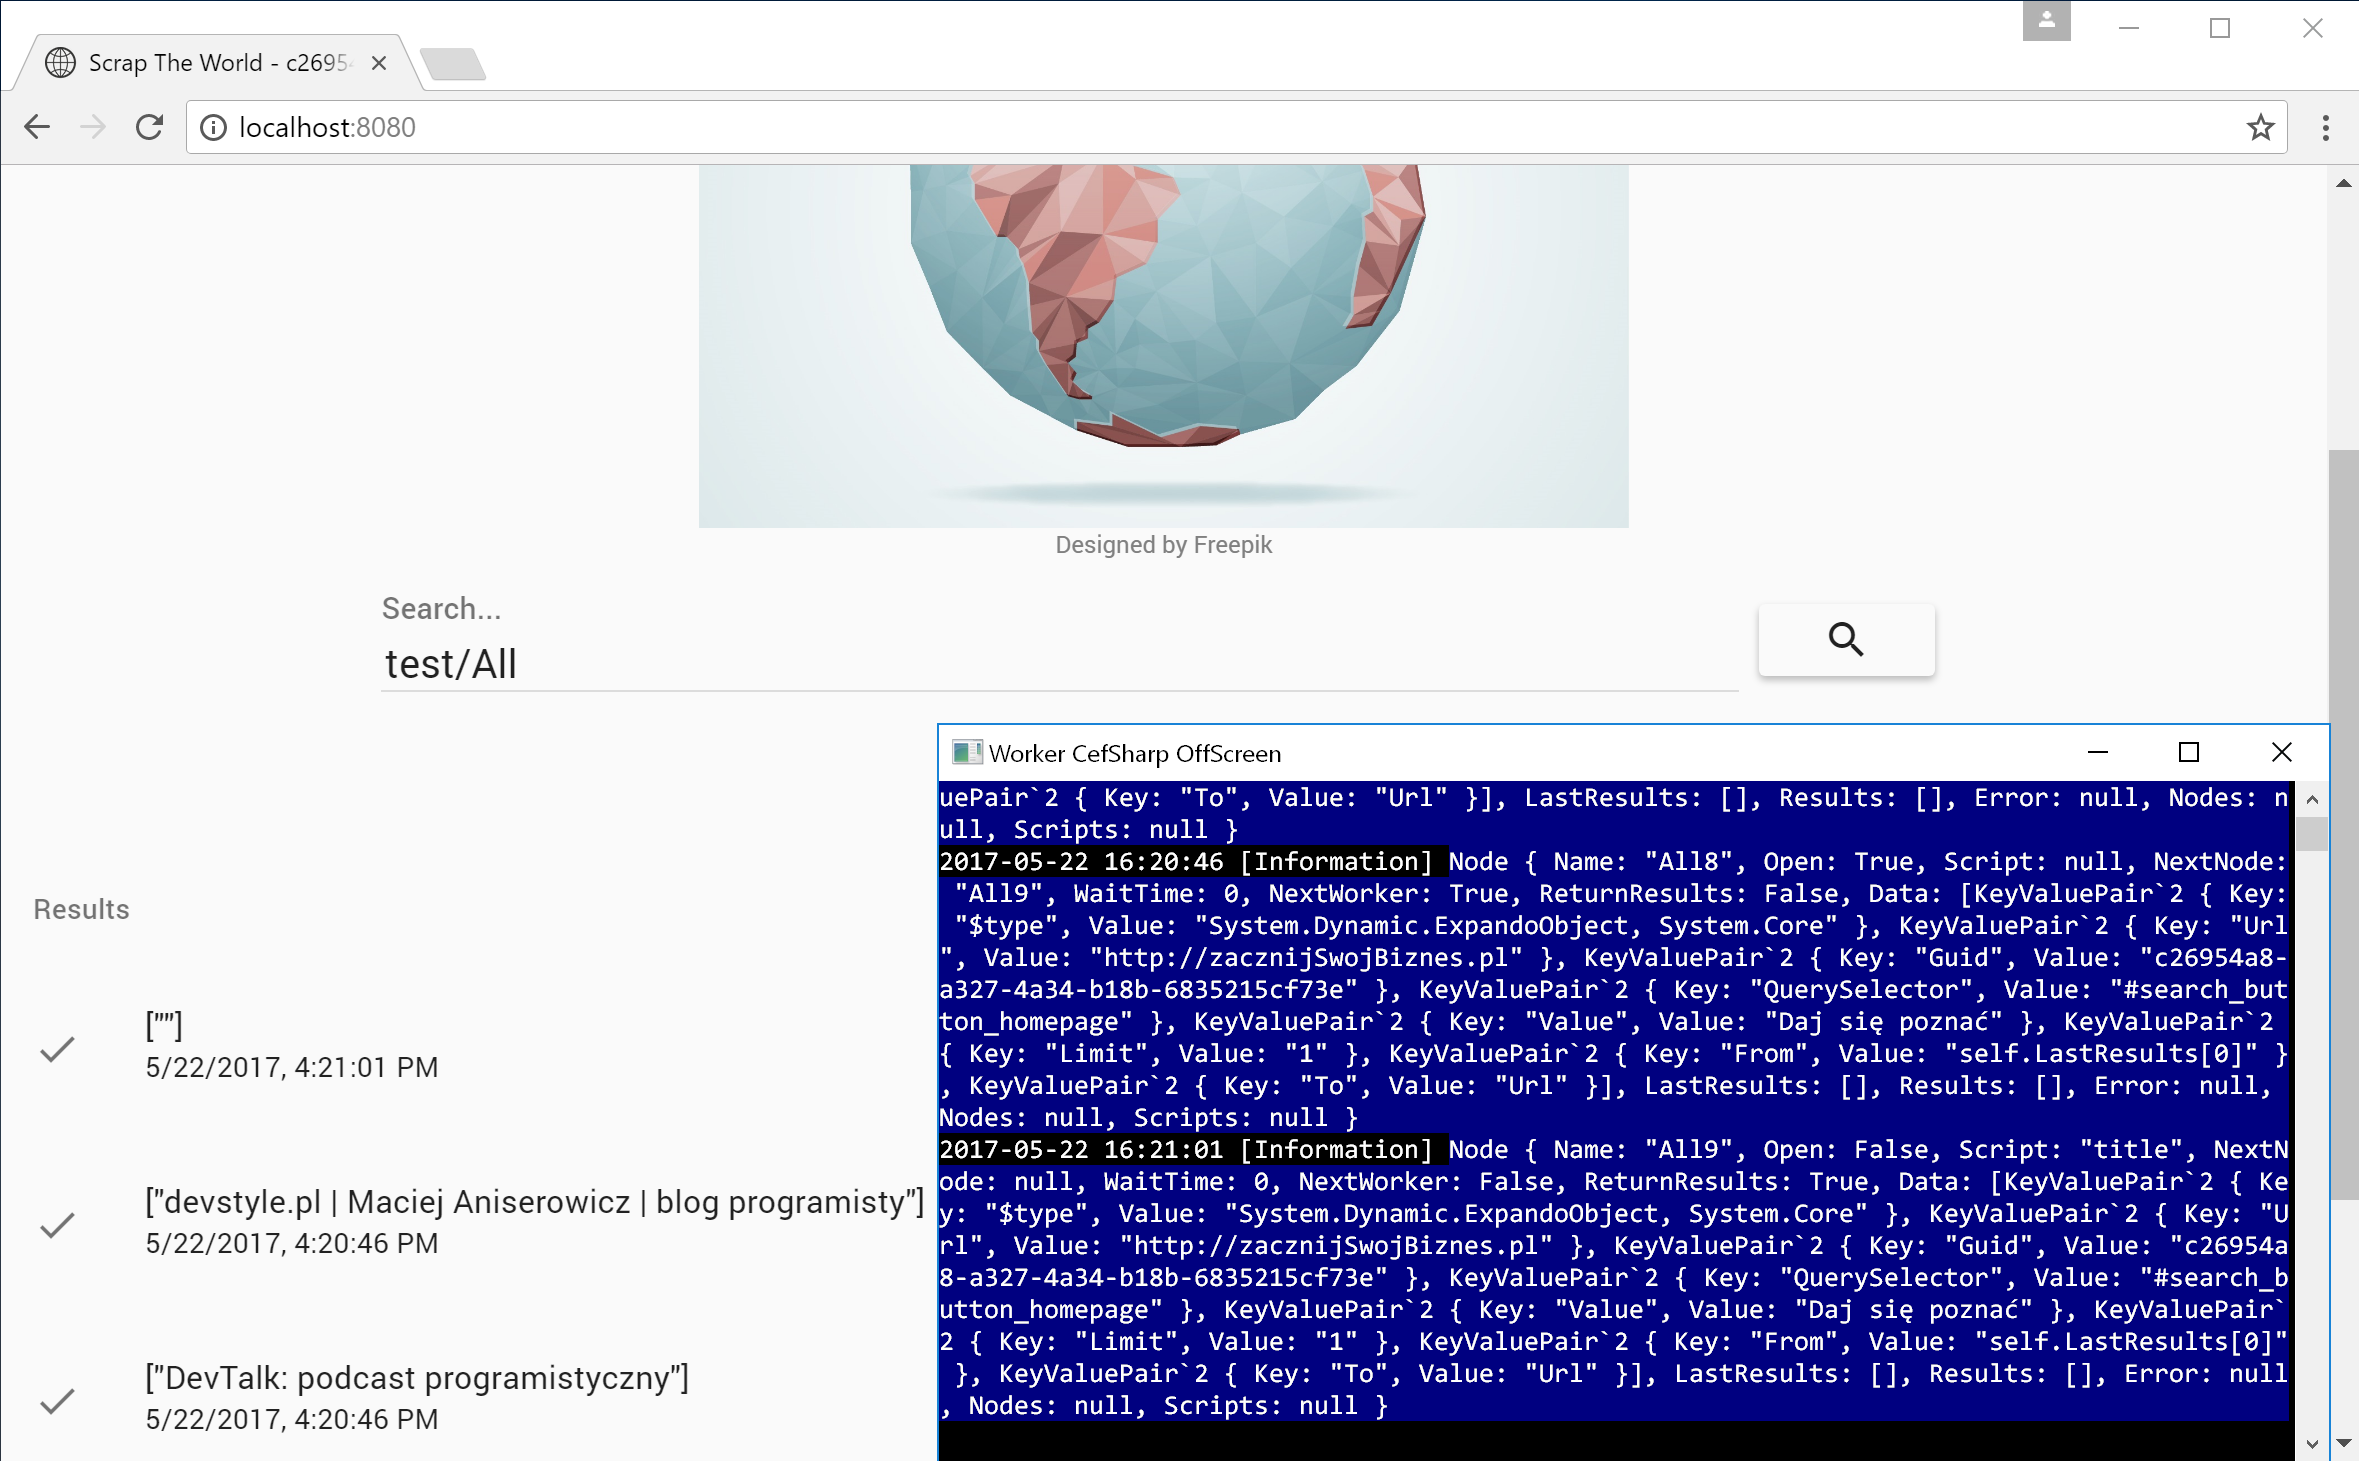 Scrap The World - c2695
localhost:8080
Designed by Freepik
Search...
test/All
Results
[""]
5/22/2017, 4:21:01 PM
["devstyle.pl | Maciej Aniserowicz | blog programisty"]
5/22/2017, 4:20:46 PM
["DevTalk: podcast programistyczny"]
5/22/2017, 4:20:46 PM
Worker CefSharp OffScreen
uePair`2 { Key: "To", Value: "Url" }], LastResults: [], Results: [], Error: null, Nodes: n
ull, Scripts: null }
2017-05-22 16:20:46 [Information] Node { Name: "All8", Open: True, Script: null, NextNode:
"All9", WaitTime: 0, NextWorker: True, ReturnResults: False, Data: [KeyValuePair`2 { Key:
"$type", Value: "System.Dynamic.ExpandoObject, System.Core" }, KeyValuePair`2 { Key: "Url
", Value: "http://zacznijSwojBiznes.pl" }, KeyValuePair`2 { Key: "Guid", Value: "c26954a8-
a327-4a34-b18b-6835215cf73e" }, KeyValuePair`2 { Key: "QuerySelector", Value: "#search_but
ton_homepage" }, KeyValuePair`2 { Key: "Value", Value: "Daj się poznać" }, KeyValuePair`2
{ Key: "Limit", Value: "1" }, KeyValuePair`2 { Key: "From", Value: "self.LastResults[0]" }
, KeyValuePair`2 { Key: "To", Value: "Url" }], LastResults: [], Results: [], Error: null,
Nodes: null, Scripts: null }
2017-05-22 16:21:01 [Information] Node { Name: "All9", Open: False, Script: "title", NextN
ode: null, WaitTime: 0, NextWorker: False, ReturnResults: True, Data: [KeyValuePair`2 { Ke
y: "$type", Value: "System.Dynamic.ExpandoObject, System.Core" }, KeyValuePair`2 { Key: "U
rl", Value: "http://zacznijSwojBiznes.pl" }, KeyValuePair`2 { Key: "Guid", Value: "c26954a
8-a327-4a34-b18b-6835215cf73e" }, KeyValuePair`2 { Key: "QuerySelector", Value: "#search_b
utton_homepage" }, KeyValuePair`2 { Key: "Value", Value: "Daj się poznać" }, KeyValuePair`
2 { Key: "Limit", Value: "1" }, KeyValuePair`2 { Key: "From", Value: "self.LastResults[0]"
}, KeyValuePair`2 { Key: "To", Value: "Url" }], LastResults: [], Results: [], Error: null
, Nodes: null, Scripts: null }